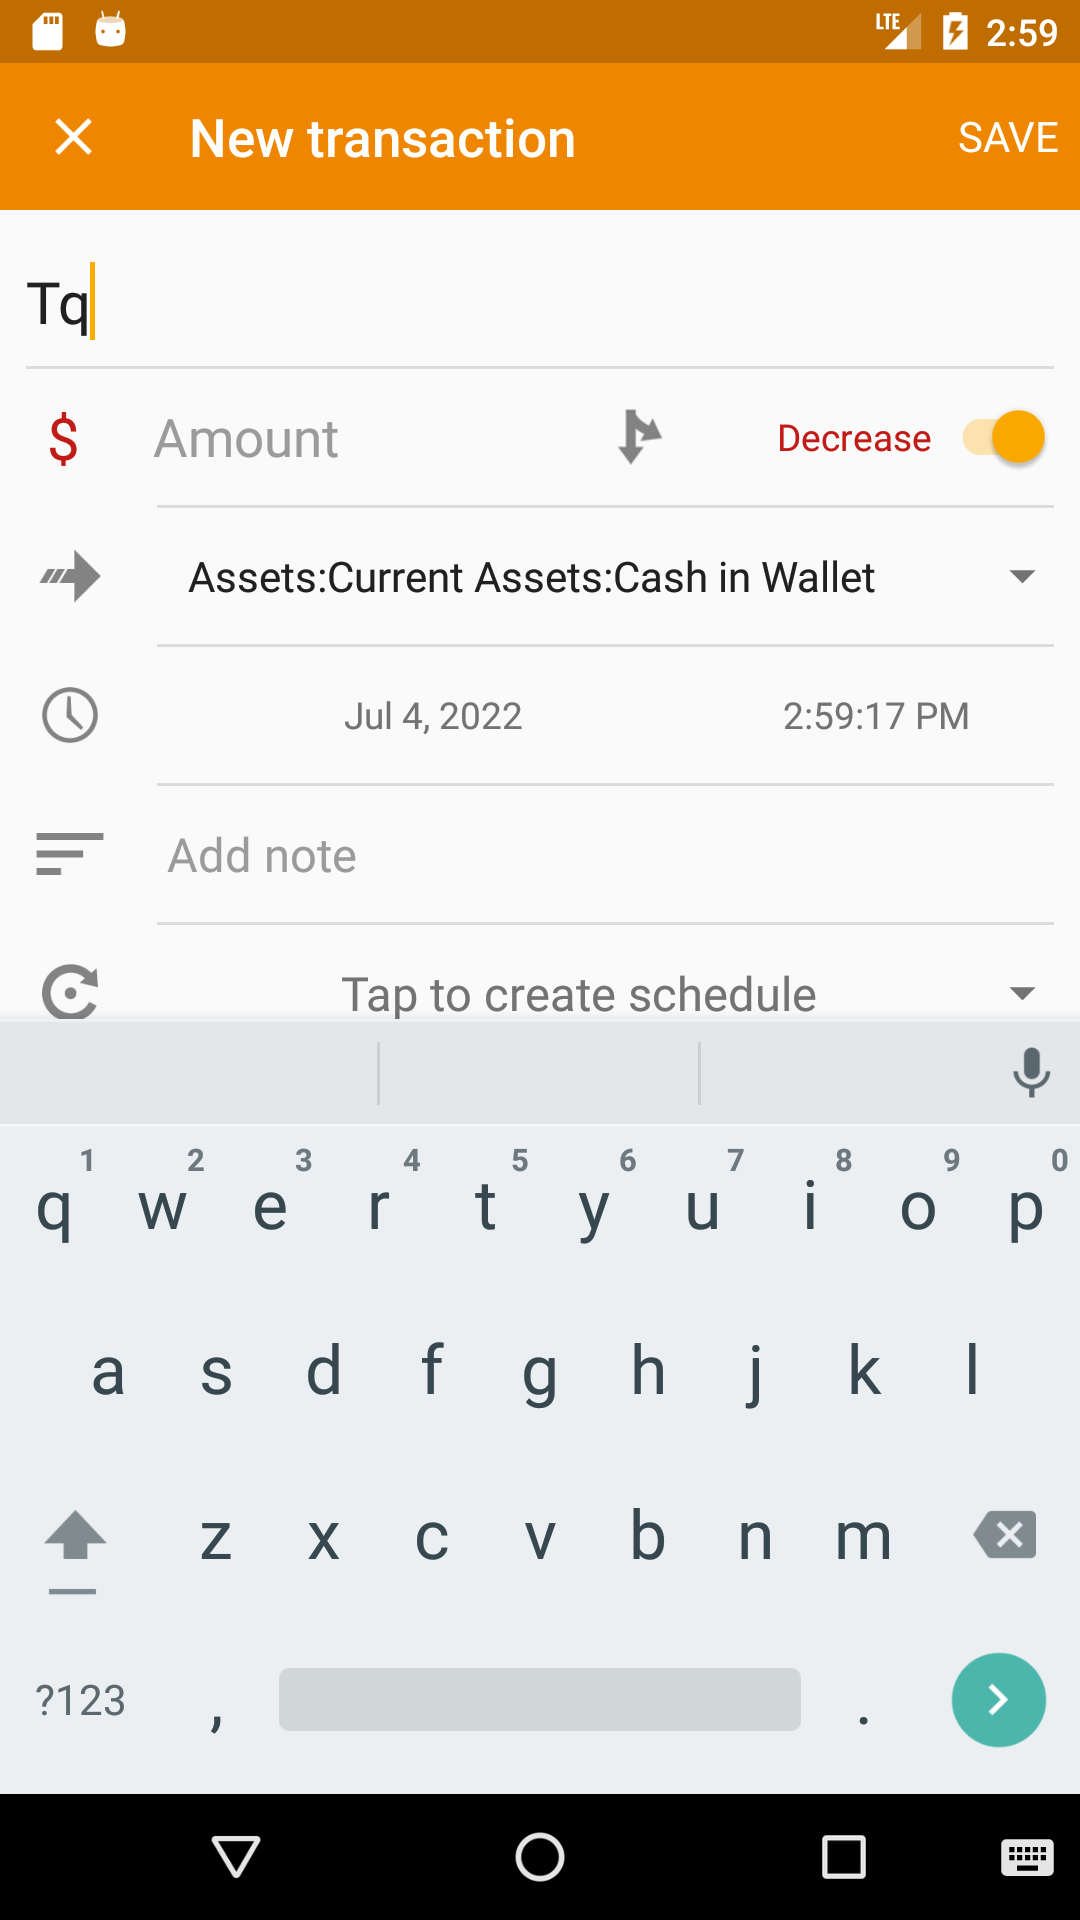 LTE 2:59
New transaction SAVE
Tq
$ Amount Decrease
Assets:Current Assets:Cash in Wallet
Jul 4, 2022 2:59:17 PM
Add note
Tap to create schedule
1 2 3 4 5 6 7 8 9 0
q w e r t y u i o p
a s d f g h j k l
z x c v b n m
?123 , .